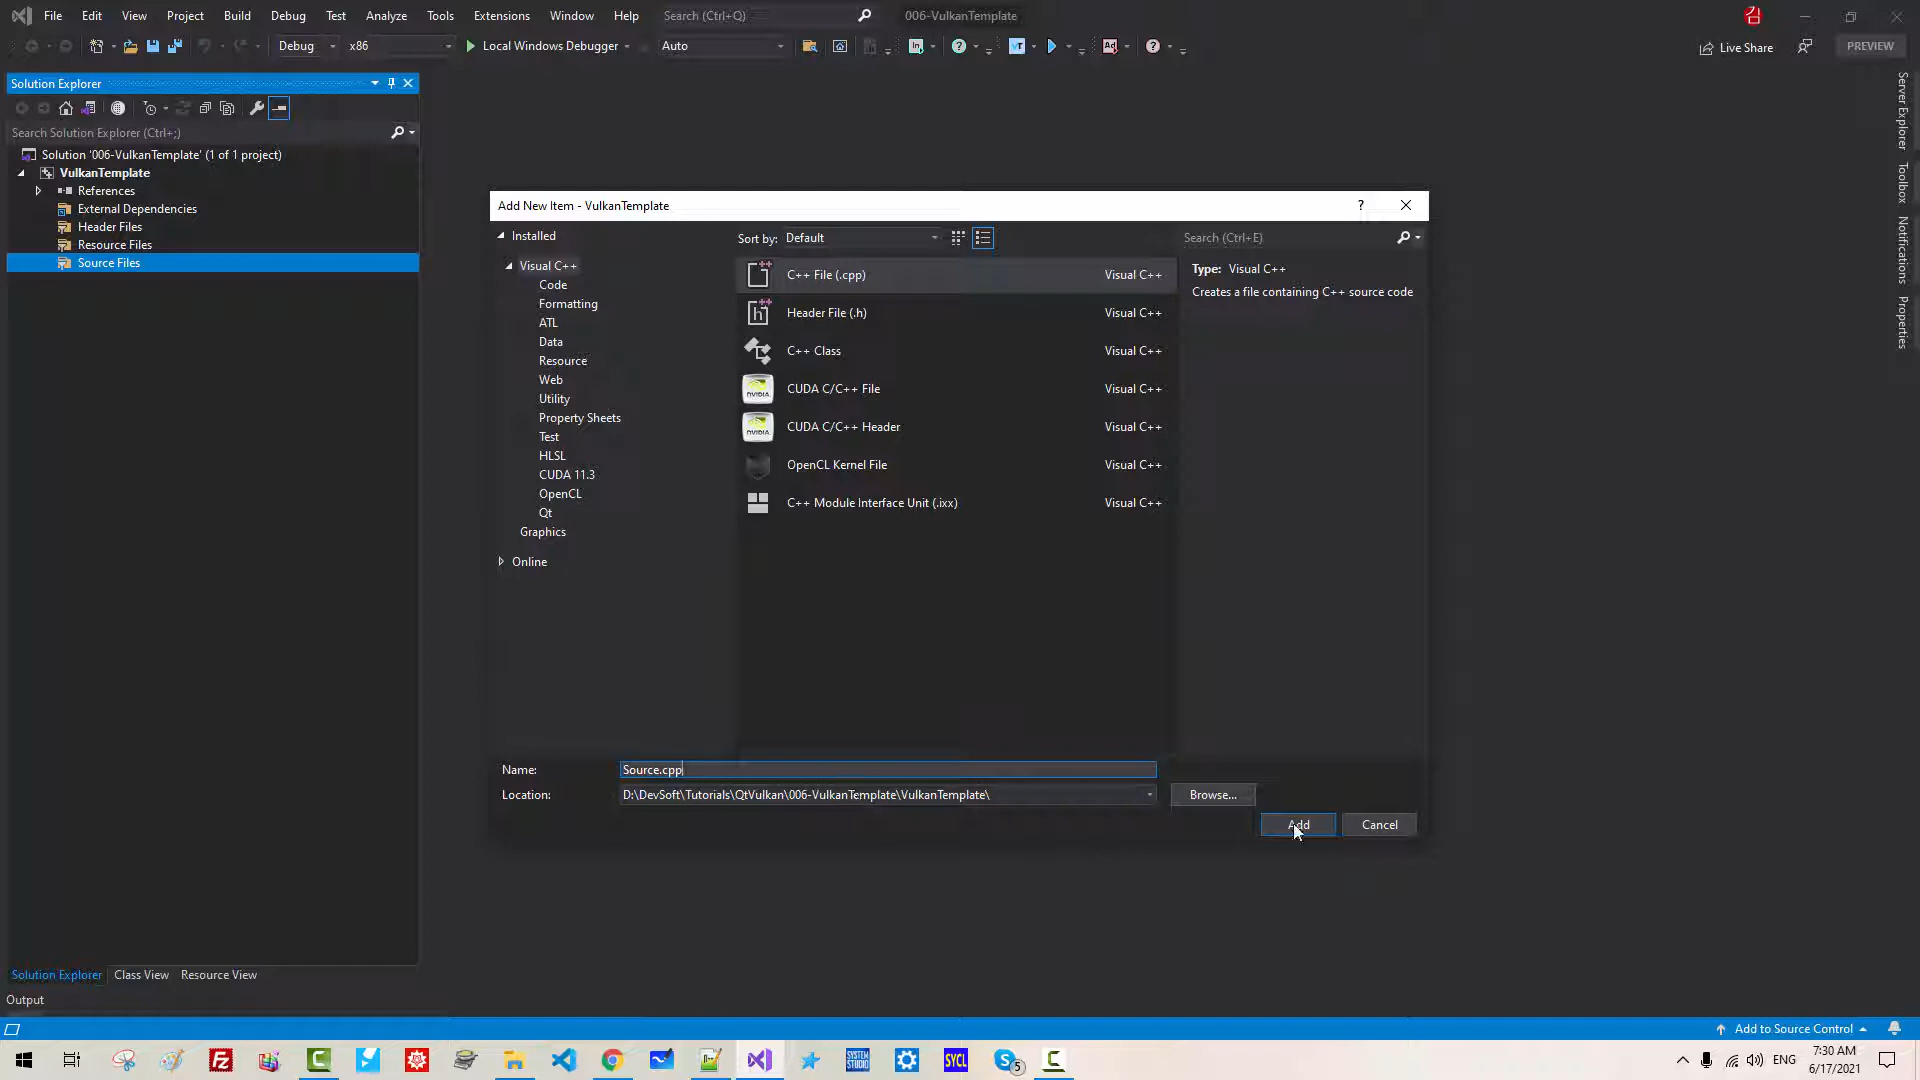 File Edit View Project Build Debug Test Analyze Tools Extensions Window Help Search (Ctrl+Q) 006-VulkanTemplate
Debug x86 Local Windows Debugger Auto Live Share PREVIEW
Solution Explorer
Search Solution Explorer (Ctrl+;)
Solution '006-VulkanTemplate' (1 of 1 project)
VulkanTemplate
References
External Dependencies
Header Files
Resource Files
Source Files
Solution Explorer Class View Resource View
Output
Add New Item - VulkanTemplate
Installed
Visual C++
Code
Formatting
ATL
Data
Resource
Web
Utility
Property Sheets
Test
HLSL
CUDA 11.3
OpenCL
Qt
Graphics
Online
Sort by: Default
C++ File (.cpp) Visual C++
Header File (.h) Visual C++
C++ Class Visual C++
CUDA C/C++ File Visual C++
CUDA C/C++ Header Visual C++
OpenCL Kernel File Visual C++
C++ Module Interface Unit (.ixx) Visual C++
Search (Ctrl+E)
Type: Visual C++
Creates a file containing C++ source code
Name: Source.cpp
Location: D:\DevSoft\Tutorials\QtVulkan\006-VulkanTemplate\VulkanTemplate\ Browse...
Add Cancel
Server Explorer
Toolbox
Notifications
Properties
Add to Source Control
SYSTEM STUDIO
SYCL
5
ENG
7:30 AM
6/17/2021